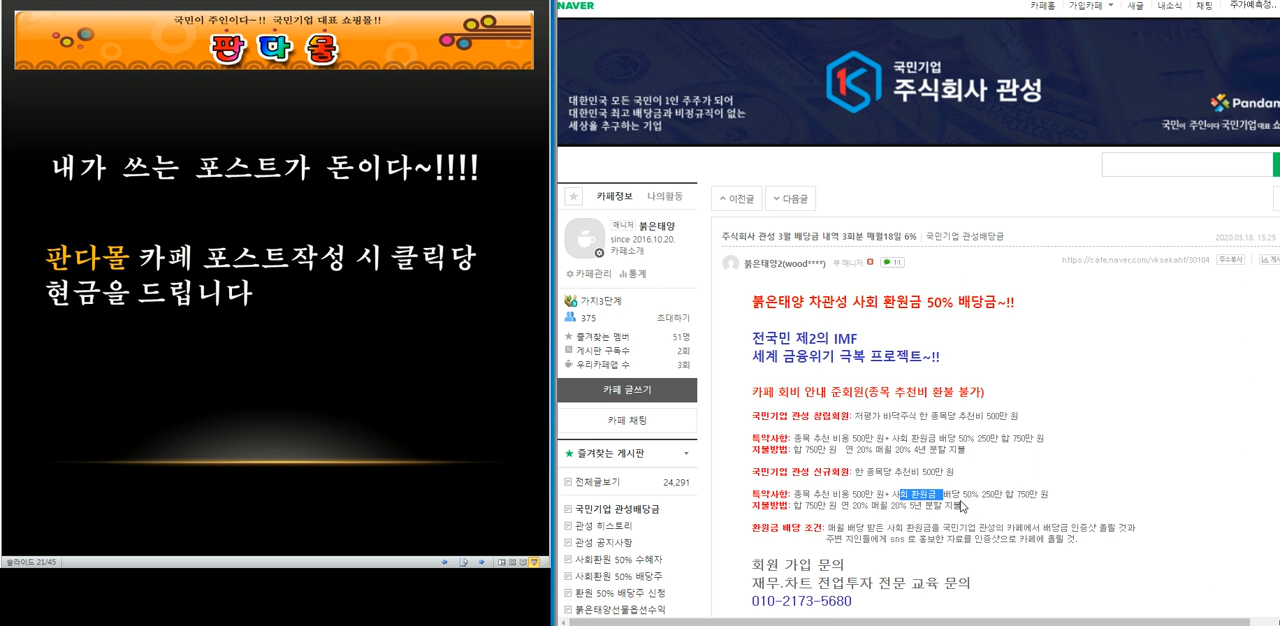 국민이 주인이다~!! 국민기업 대표 쇼핑몰!!
판다몰
내가 쓰는 포스트가 돈이다~!!!!
판다몰 카페 포스트작성 시 클릭당
현금을 드립니다
슬라이드 21/45
NAVER
카페홈 가입카페 새글 내소식 채팅 주가예측정..
국민기업
주식회사 관성
대한민국 모든 국민이 1인 주주가 되어
대한민국 최고 배당금과 비정규직이 없는
세상을 추구하는 기업
Pandan
국민이 주인이다 국민기업 대표 쇼
카페정보 나의활동
매니저 붉은태양
since 2016.10.20.
카페소개
카페관리 통계
가지3단계
375 초대하기
즐겨찾는 멤버 51명
게시판 구독수 2회
우리카페앱 수 3회
카페 글쓰기
카페 채팅
즐겨찾는 게시판
전체글보기 24,291
국민기업 관성배당금
관성 히스토리
관성 공지사항
사회환원 50% 수혜자
사회환원 50% 배당주
환원 50% 배당주 신청
붉은태양선물옵션수익
이전글 다음글
주식회사 관성 3월 배당금 내역 3회분 매월18일 6% | 국민기업 관성배당금
2020.03.18. 15:25
붉은태양2(wood****) 부매니저 11
https://cafe.naver.com/vksekahf/30104 주소복사
붉은태양 차관성 사회 환원금 50% 배당금~!!
전국민 제2의 IMF
세계 금융위기 극복 프로젝트~!!
카페 회비 안내 준회원(종목 추천비 환불 불가)
국민기업 관성 창립회원: 저평가 바닥주식 한 종목당 추천비 500만 원
특약사항: 종목 추천 비용 500만 원+ 사회 환원금 배당 50% 250만 합 750만 원
지불방법: 합 750만 원 연 20% 매월 20% 4년 분할 지불
국민기업 관성 신규회원: 한 종목당 추천비 500만 원
특약사항: 종목 추천 비용 500만 원+ 사회 환원금 배당 50% 250만 합 750만 원
지불방법: 합 750만 원 연 20% 매월 20% 5년 분할 지불
환원금 배당 조건: 매월 배당 받은 사회 환원금을 국민기업 관성의 카페에서 배당금 인증샷 올릴 것과
주변 지인들에게 sns 로 홍보한 자료를 인증샷으로 카페에 올릴 것.
회원 가입 문의
재무.차트 전업투자 전문 교육 문의
010-2173-5680